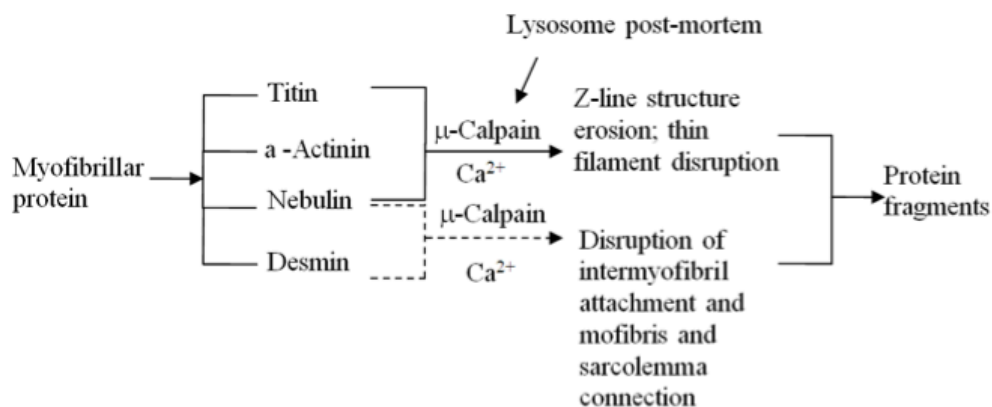 Lysosome post-mortem
Myofibrillar
protein
Titin
a -Actinin
Nebulin
Desmin
μ-Calpain
Ca²⁺
μ-Calpain
Ca²⁺
Z-line structure
erosion; thin
filament disruption
Disruption of
intermyofibril
attachment and
mofibris and
sarcolemma
connection
Protein
fragments